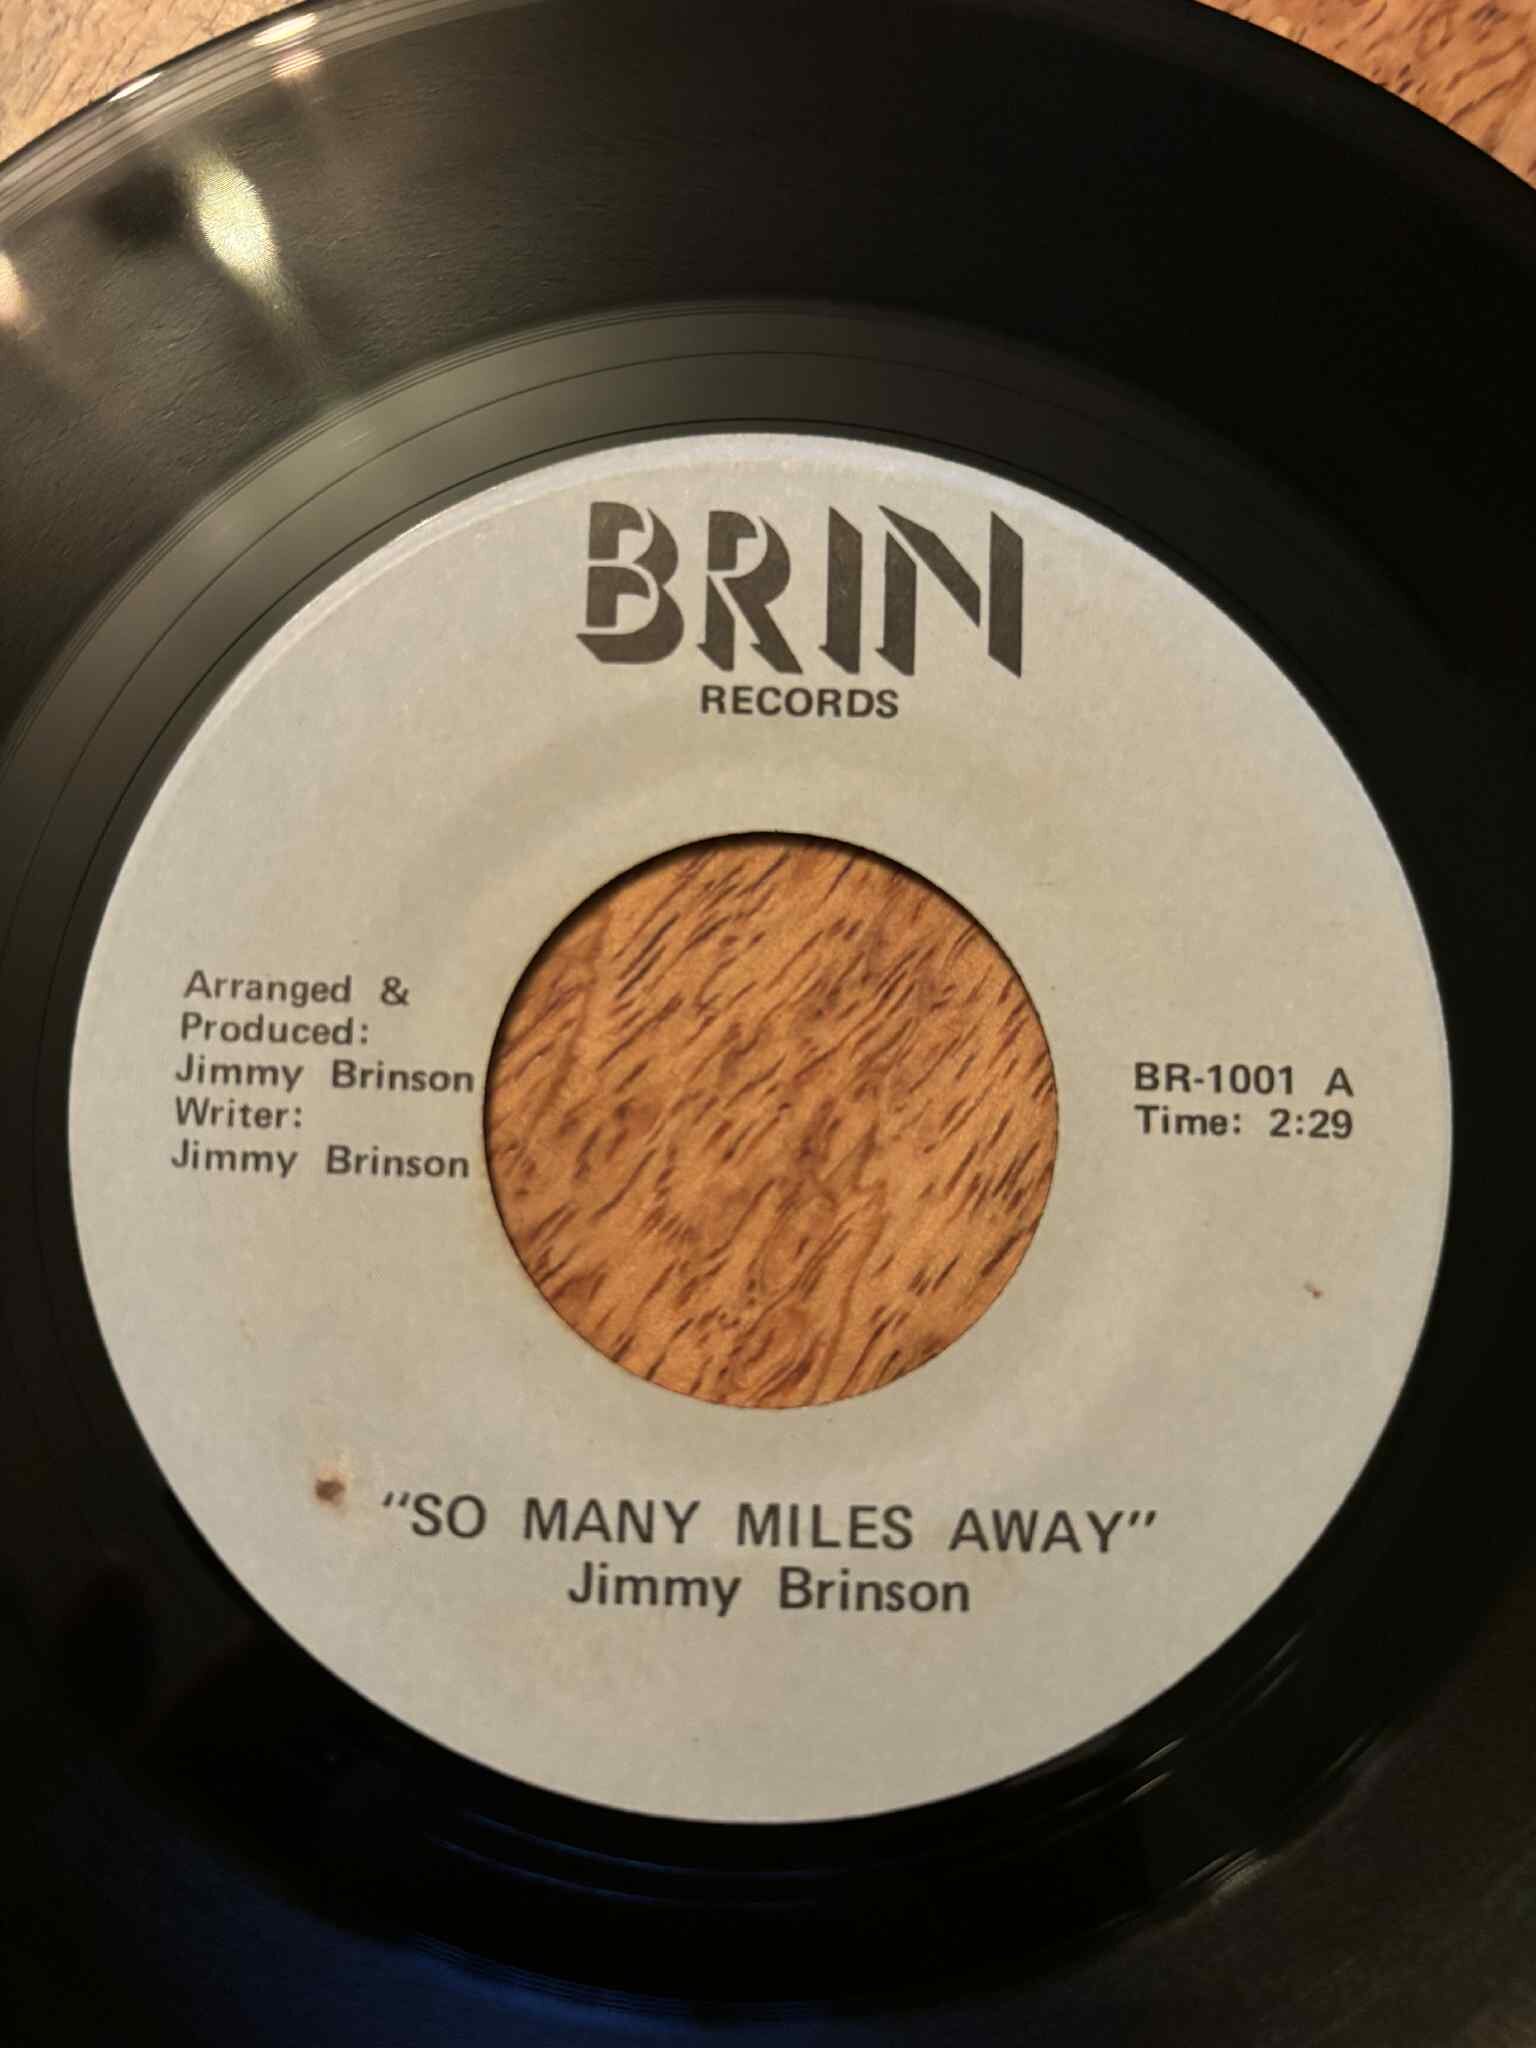 BRIN
RECORDS
Arranged &
Produced:
Jimmy Brinson
Writer:
Jimmy Brinson
BR-1001 A
Time: 2:29
"SO MANY MILES AWAY"
Jimmy Brinson